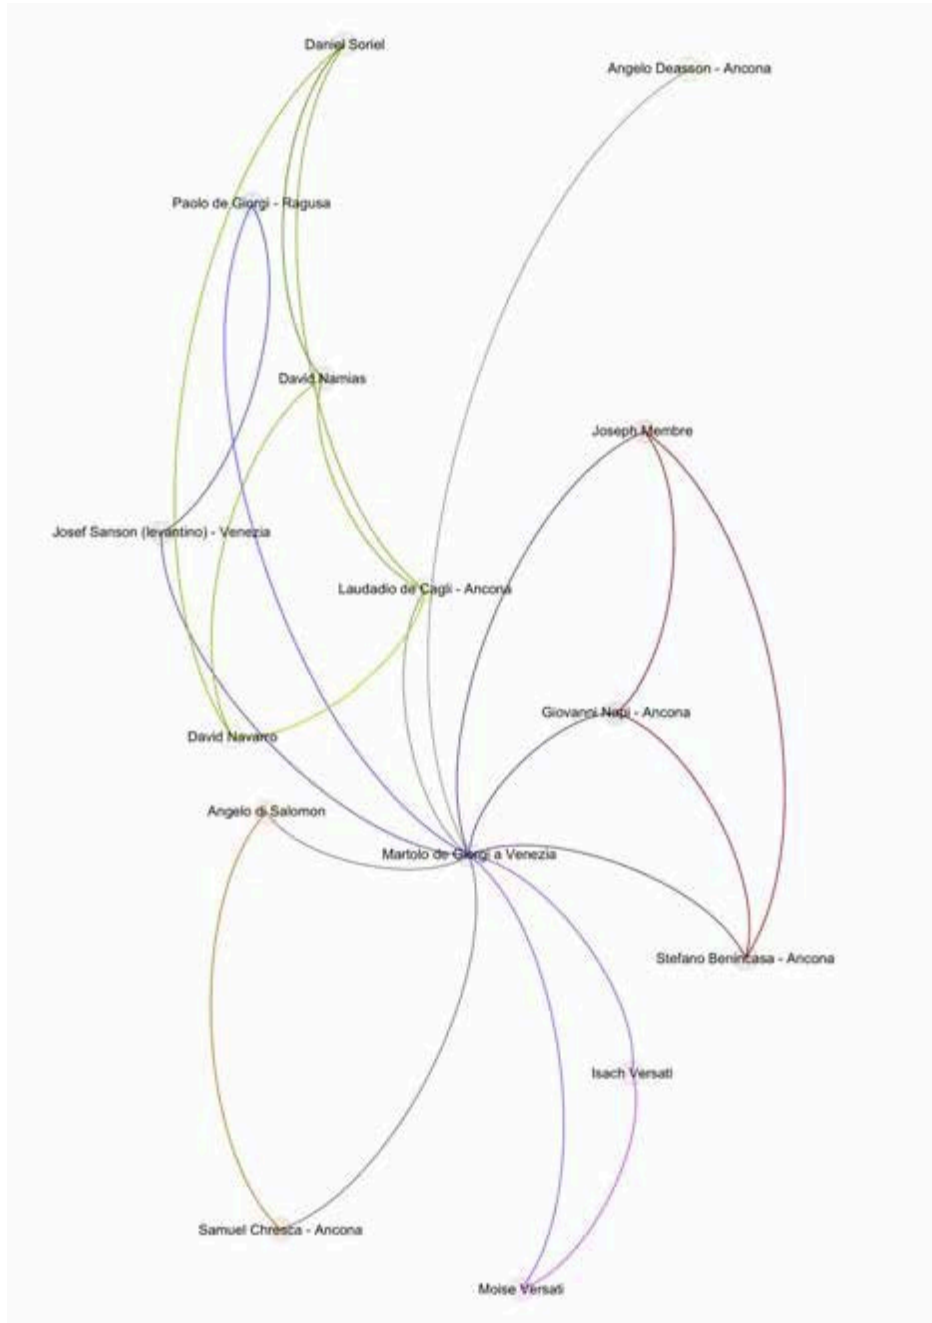 Daniel Soriel
Angelo Deasson - Ancona
Paolo de Giorgi - Ragusa
David Namias
Joseph Membre
Josef Sanson (levantino) - Venezia
Laudadio de Cagli - Ancona
Giovanni Napi - Ancona
David Navarro
Angelo di Salomon
Martolo de Giorgi a Venezia
Stefano Benincasa - Ancona
Isach Versati
Samuel Chresca - Ancona
Moise Versati